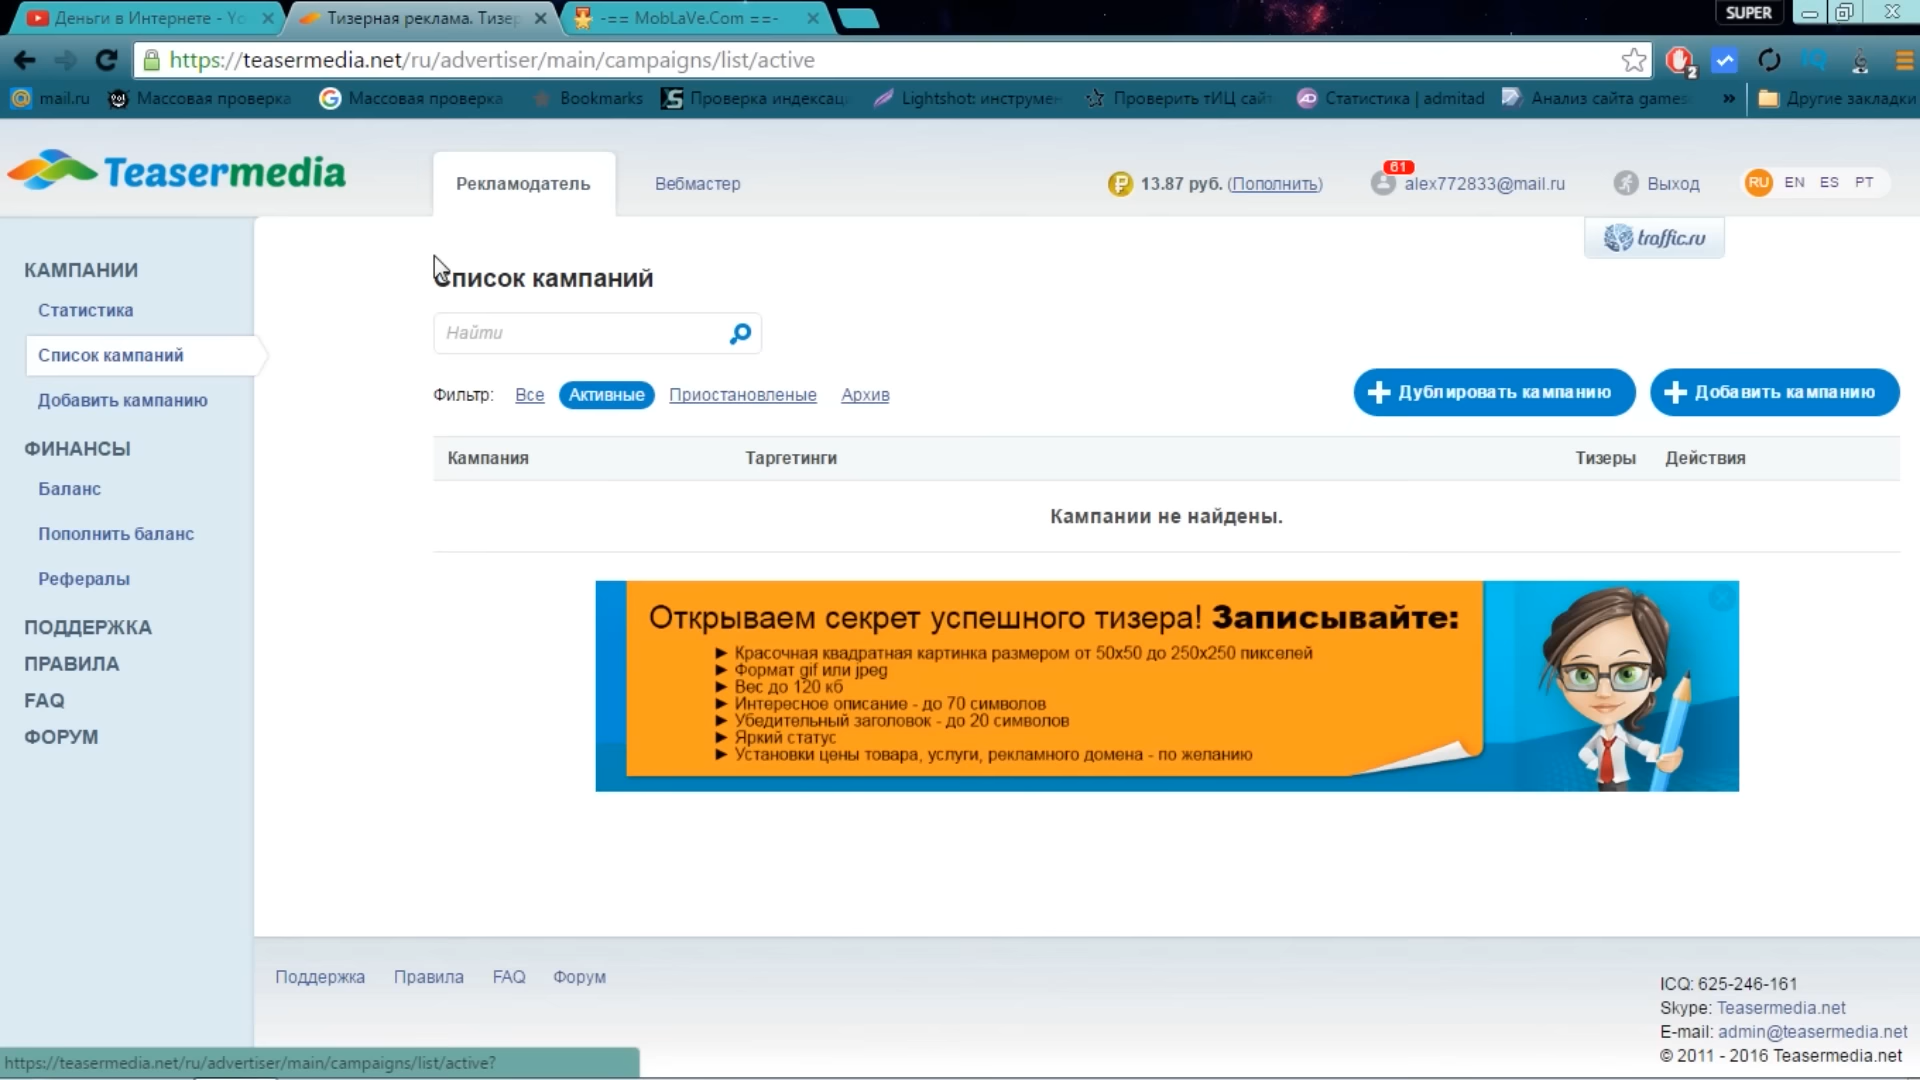 Деньги в Интернете - Yo
Тизерная реклама. Тизер
-== MobLaVe.Com ==-
SUPER
https://teasermedia.net/ru/advertiser/main/campaigns/list/active
2
mail.ru
Массовая проверка
Массовая проверка
Bookmarks
Проверка индексац
Lightshot: инструмен
Проверить тИЦ сайт
Статистика | admitad
Анализ сайта games
»
Другие закладки
Teasermedia
Рекламодатель
Вебмастер
13.87 руб. (Пополнить)
61
alex772833@mail.ru
Выход
RU EN ES PT
traffic.ru
КАМПАНИИ
Статистика
Список кампаний
Добавить кампанию
ФИНАНСЫ
Баланс
Пополнить баланс
Рефералы
ПОДДЕРЖКА
ПРАВИЛА
FAQ
ФОРУМ
Список кампаний
Найти
Фильтр: Все Активные Приостановленые Архив
Дублировать кампанию
Добавить кампанию
Кампания Таргетинги Тизеры Действия
Кампании не найдены.
Открываем секрет успешного тизера! Записывайте:
► Красочная квадратная картинка размером от 50x50 до 250x250 пикселей
► Формат gif или jpeg
► Вес до 120 кб
► Интересное описание - до 70 символов
► Убедительный заголовок - до 20 символов
► Яркий статус
► Установки цены товара, услуги, рекламного домена - по желанию
Поддержка Правила FAQ Форум
ICQ: 625-246-161
Skype: Teasermedia.net
E-mail: admin@teasermedia.net
© 2011 - 2016 Teasermedia.net
https://teasermedia.net/ru/advertiser/main/campaigns/list/active?